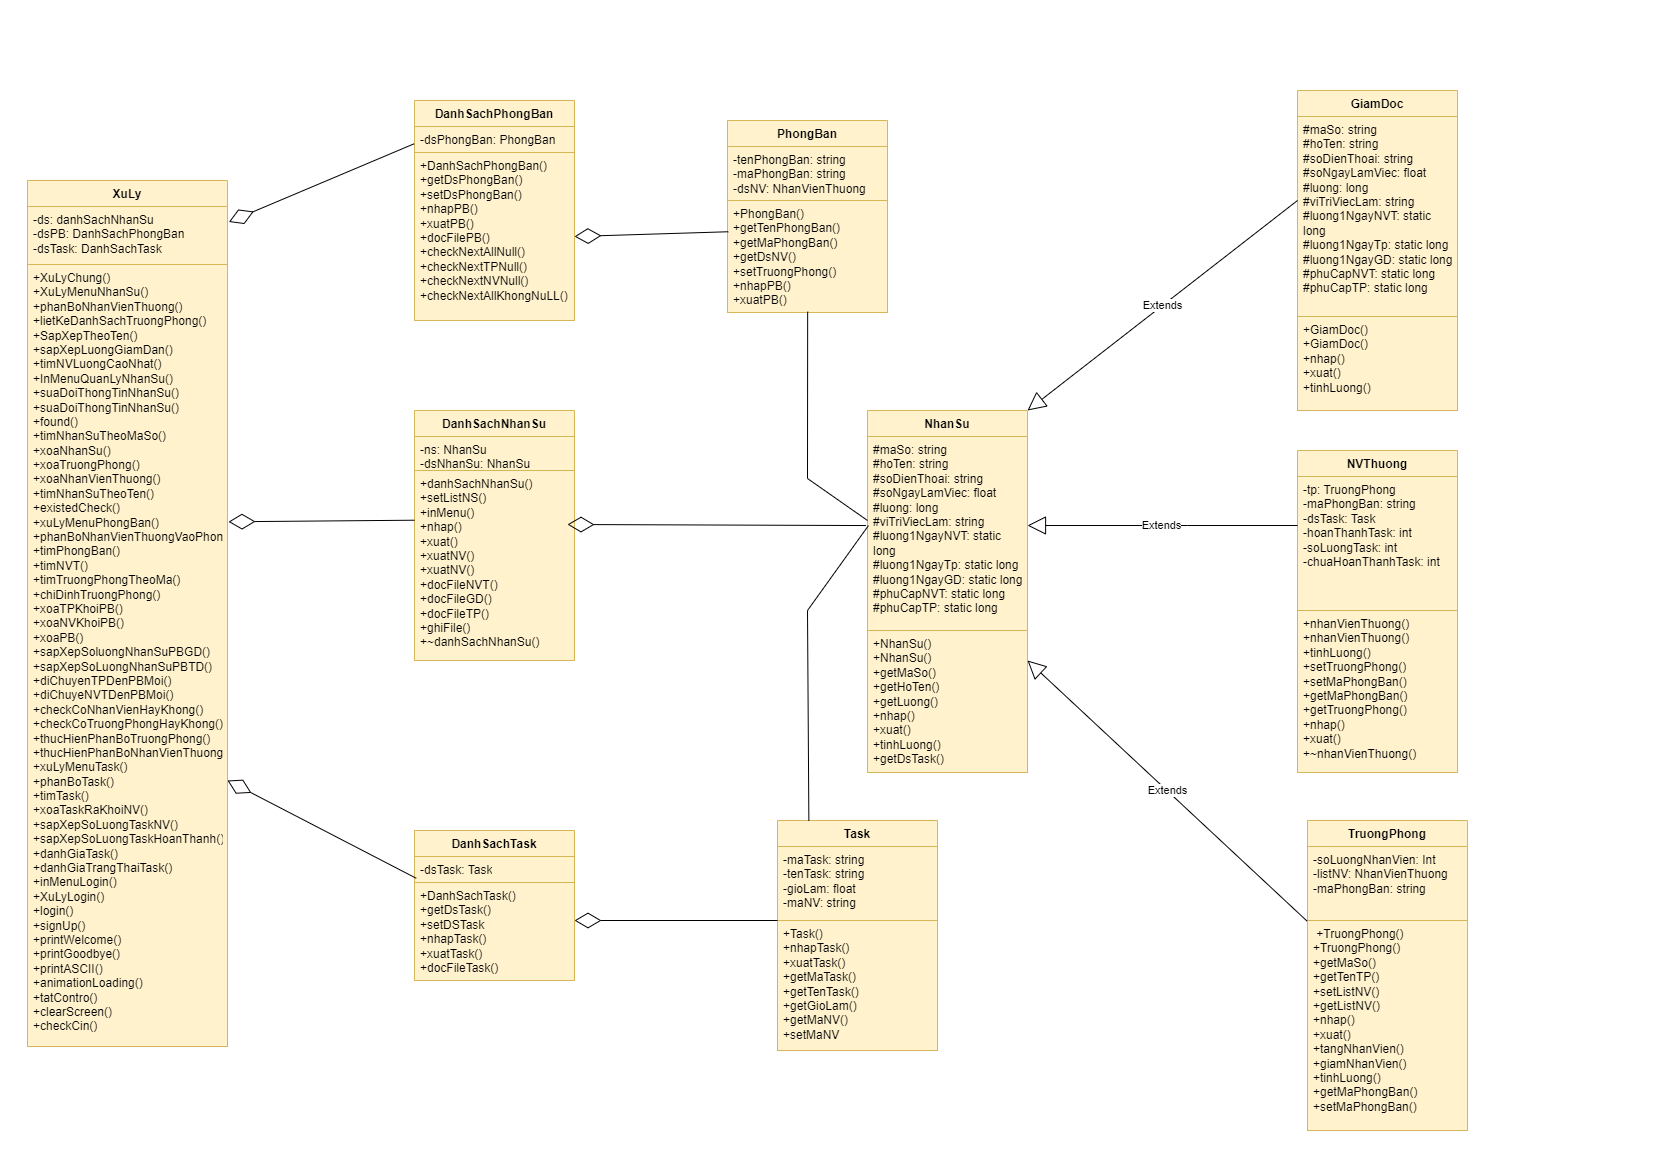 XuLy
-ds: danhSachNhanSu
-dsPB: DanhSachPhongBan
-dsTask: DanhSachTask
+XuLyChung()
+XuLyMenuNhanSu()
+phanBoNhanVienThuong()
+lietKeDanhSachTruongPhong()
+SapXepTheoTen()
+sapXepLuongGiamDan()
+timNVLuongCaoNhat()
+InMenuQuanLyNhanSu()
+suaDoiThongTinNhanSu()
+suaDoiThongTinNhanSu()
+found()
+timNhanSuTheoMaSo()
+xoaNhanSu()
+xoaTruongPhong()
+xoaNhanVienThuong()
+timNhanSuTheoTen()
+existedCheck()
+xuLyMenuPhongBan()
+phanBoNhanVienThuongVaoPhon
+timPhongBan()
+timNVT()
+timTruongPhongTheoMa()
+chiDinhTruongPhong()
+xoaTPKhoiPB()
+xoaNVKhoiPB()
+xoaPB()
+sapXepSoluongNhanSuPBGD()
+sapXepSoLuongNhanSuPBTD()
+diChuyenTPDenPBMoi()
+diChuyeNVTDenPBMoi()
+checkCoNhanVienHayKhong()
+checkCoTruongPhongHayKhong()
+thucHienPhanBoTruongPhong()
+thucHienPhanBoNhanVienThuong
+xuLyMenuTask()
+phanBoTask()
+timTask()
+xoaTaskRaKhoiNV()
+sapXepSoLuongTaskNV()
+sapXepSoLuongTaskHoanThanh()
+danhGiaTask()
+danhGiaTrangThaiTask()
+inMenuLogin()
+XuLyLogin()
+login()
+signUp()
+printWelcome()
+printGoodbye()
+printASCII()
+animationLoading()
+tatContro()
+clearScreen()
+checkCin()
DanhSachPhongBan
-dsPhongBan: PhongBan
+DanhSachPhongBan()
+getDsPhongBan()
+setDsPhongBan()
+nhapPB()
+xuatPB()
+docFilePB()
+checkNextAllNull()
+checkNextTPNull()
+checkNextNVNull()
+checkNextAllKhongNuLL()
DanhSachNhanSu
-ns: NhanSu
-dsNhanSu: NhanSu
+danhSachNhanSu()
+setListNS()
+inMenu()
+nhap()
+xuat()
+xuatNV()
+xuatNV()
+docFileNVT()
+docFileGD()
+docFileTP()
+ghiFile()
+~danhSachNhanSu()
DanhSachTask
-dsTask: Task
+DanhSachTask()
+getDsTask()
+setDSTask
+nhapTask()
+xuatTask()
+docFileTask()
PhongBan
-tenPhongBan: string
-maPhongBan: string
-dsNV: NhanVienThuong
+PhongBan()
+getTenPhongBan()
+getMaPhongBan()
+getDsNV()
+setTruongPhong()
+nhapPB()
+xuatPB()
NhanSu
#maSo: string
#hoTen: string
#soDienThoai: string
#soNgayLamViec: float
#luong: long
#viTriViecLam: string
#luong1NgayNVT: static
long
#luong1NgayTp: static long
#luong1NgayGD: static long
#phuCapNVT: static long
#phuCapTP: static long
+NhanSu()
+NhanSu()
+getMaSo()
+getHoTen()
+getLuong()
+nhap()
+xuat()
+tinhLuong()
+getDsTask()
Task
-maTask: string
-tenTask: string
-gioLam: float
-maNV: string
+Task()
+nhapTask()
+xuatTask()
+getMaTask()
+getTenTask()
+getGioLam()
+getMaNV()
+setMaNV
Extends
Extends
Extends
GiamDoc
#maSo: string
#hoTen: string
#soDienThoai: string
#soNgayLamViec: float
#luong: long
#viTriViecLam: string
#luong1NgayNVT: static
long
#luong1NgayTp: static long
#luong1NgayGD: static long
#phuCapNVT: static long
#phuCapTP: static long
+GiamDoc()
+GiamDoc()
+nhap()
+xuat()
+tinhLuong()
NVThuong
-tp: TruongPhong
-maPhongBan: string
-dsTask: Task
-hoanThanhTask: int
-soLuongTask: int
-chuaHoanThanhTask: int
+nhanVienThuong()
+nhanVienThuong()
+tinhLuong()
+setTruongPhong()
+setMaPhongBan()
+getMaPhongBan()
+getTruongPhong()
+nhap()
+xuat()
+~nhanVienThuong()
TruongPhong
-soLuongNhanVien: Int
-listNV: NhanVienThuong
-maPhongBan: string
+TruongPhong()
+TruongPhong()
+getMaSo()
+getTenTP()
+setListNV()
+getListNV()
+nhap()
+xuat()
+tangNhanVien()
+giamNhanVien()
+tinhLuong()
+getMaPhongBan()
+setMaPhongBan()